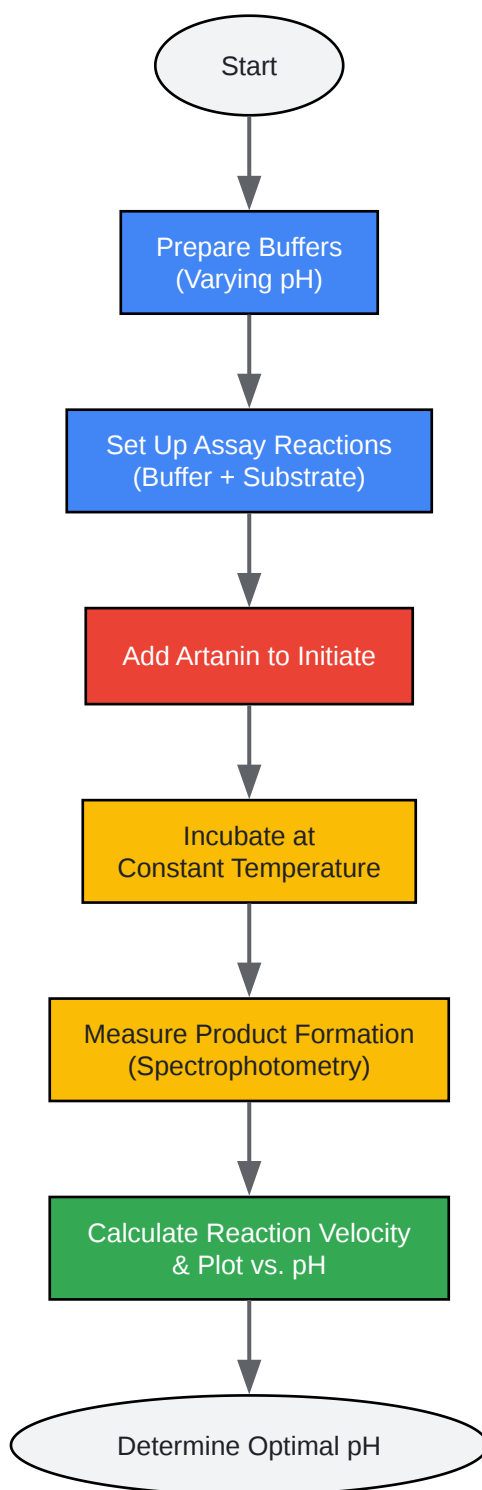 Start
Prepare Buffers
(Varying pH)
Set Up Assay Reactions
(Buffer + Substrate)
Add Artanin to Initiate
Incubate at
Constant Temperature
Measure Product Formation
(Spectrophotometry)
Calculate Reaction Velocity
& Plot vs. pH
Determine Optimal pH